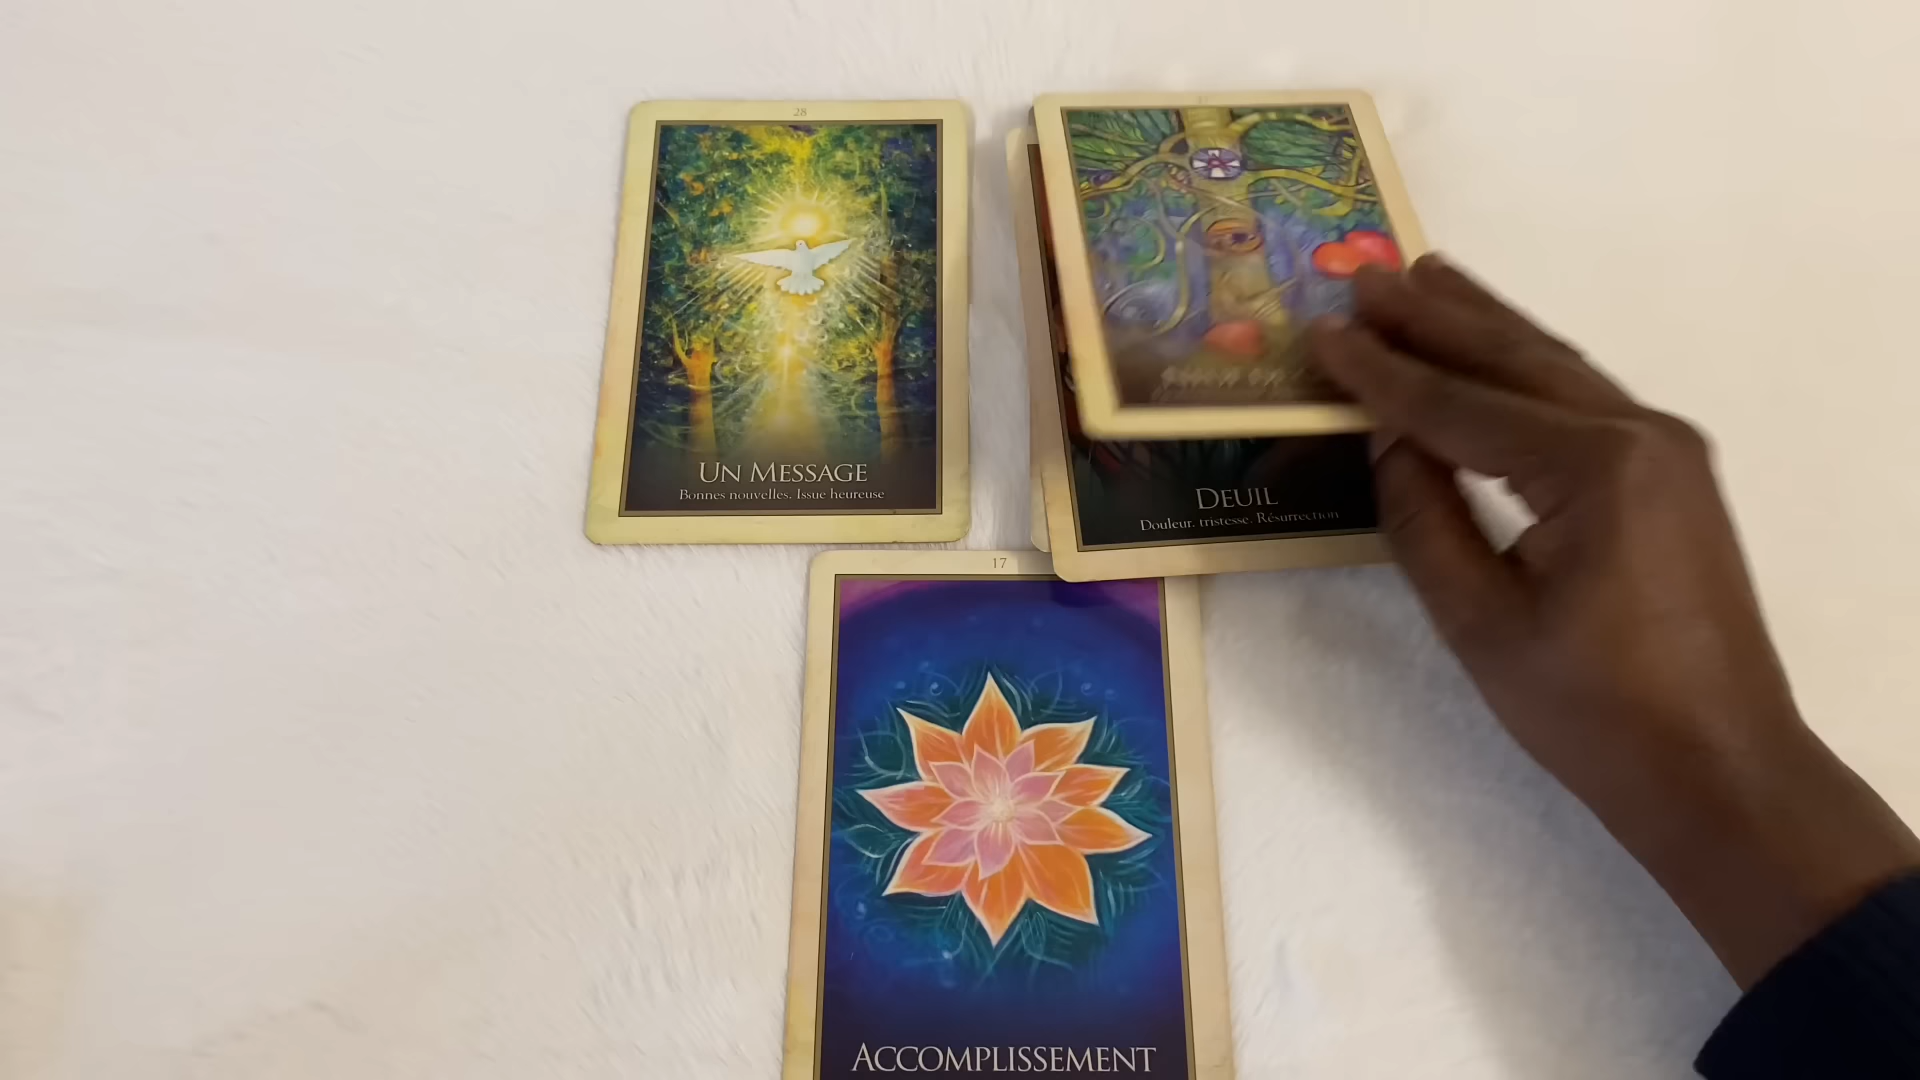 28
UN MESSAGE
Bonnes nouvelles. Issue heureuse
DEUIL
Douleur. tristesse. Résurrection
17
ACCOMPLISSEMENT